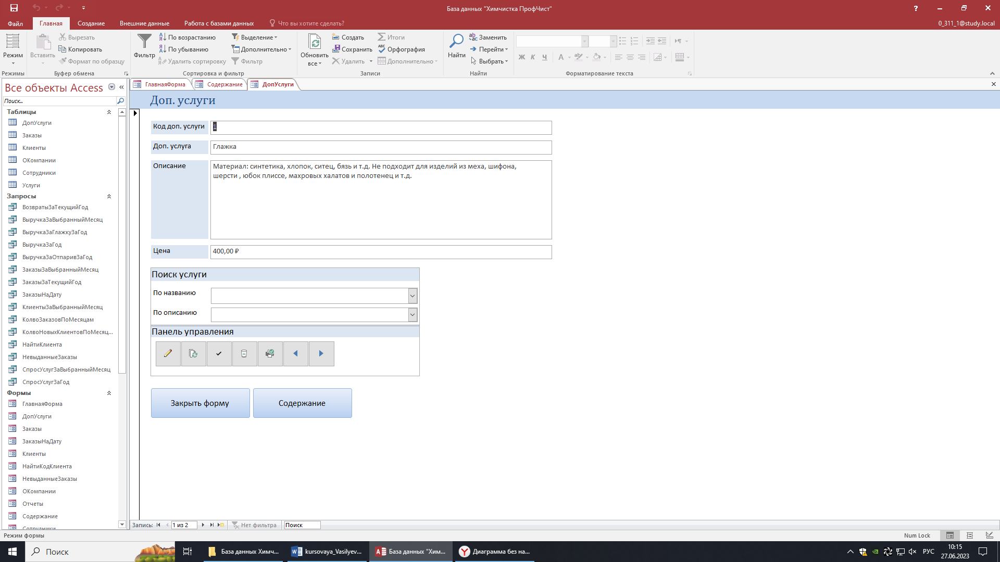 База данных "Химчистка ПрофЧист"
?
Файл
Главная
Создание
Внешние данные
Работа с базами данных
Что вы хотите сделать?
0_311_1@study.local
Режим
Режимы
Вставить
Вырезать
Копировать
Формат по образцу
Буфер обмена
Фильтр
По возрастанию
По убыванию
Удалить сортировку
Выделение
Дополнительно
Фильтр
Сортировка и фильтр
Обновить
все
Создать
Сохранить
Удалить
Итоги
Орфография
Дополнительно
Записи
Найти
Заменить
Перейти
Выбрать
Найти
Ж К Ч
Форматирование текста
Все объекты Access
Поиск...
Таблицы
ДопУслуги
Заказы
Клиенты
ОКомпании
Сотрудники
Услуги
Запросы
ВозвратыЗаТекущийГод
ВыручкаЗаВыбранныйМесяц
ВыручкаЗаГлажкуЗаГод
ВыручкаЗаГод
ВыручкаЗаОтпаривЗаГод
ЗаказыЗаВыбранныйМесяц
ЗаказыЗаТекущийГод
ЗаказыНаДату
КлиентыЗаВыбранныйМесяц
КолвоЗаказовПоМесяцам
КолвоНовыхКлиентовПоМесяц...
НайтиКлиента
НевыданныеЗаказы
СпросУслугЗаВыбранныйМесяц
СпросУслугЗаГод
Формы
ГлавнаяФорма
ДопУслуги
Заказы
ЗаказыНаДату
Клиенты
НайтиКодКлиента
НевыданныеЗаказы
ОКомпании
Отчеты
Содержание
Сотрудники
ГлавнаяФорма
Содержание
ДопУслуги
Доп. услуги
Код доп. услуги
1
Доп. услуга
Глажка
Описание
Материал: синтетика, хлопок, ситец, бязь и т.д. Не подходит для изделий из меха, шифона,
шерсти , юбок плиссе, махровых халатов и полотенец и т.д.
Цена
400,00 ₽
Поиск услуги
По названию
По описанию
Панель управления
Закрыть форму
Содержание
Запись:
1 из 2
Нет фильтра
Поиск
Режим формы
Num Lock
Поиск
База данных Химч...
kursovaya_Vasilyev...
База данных "Хим...
Диаграмма без на...
РУС
10:15
27.06.2023